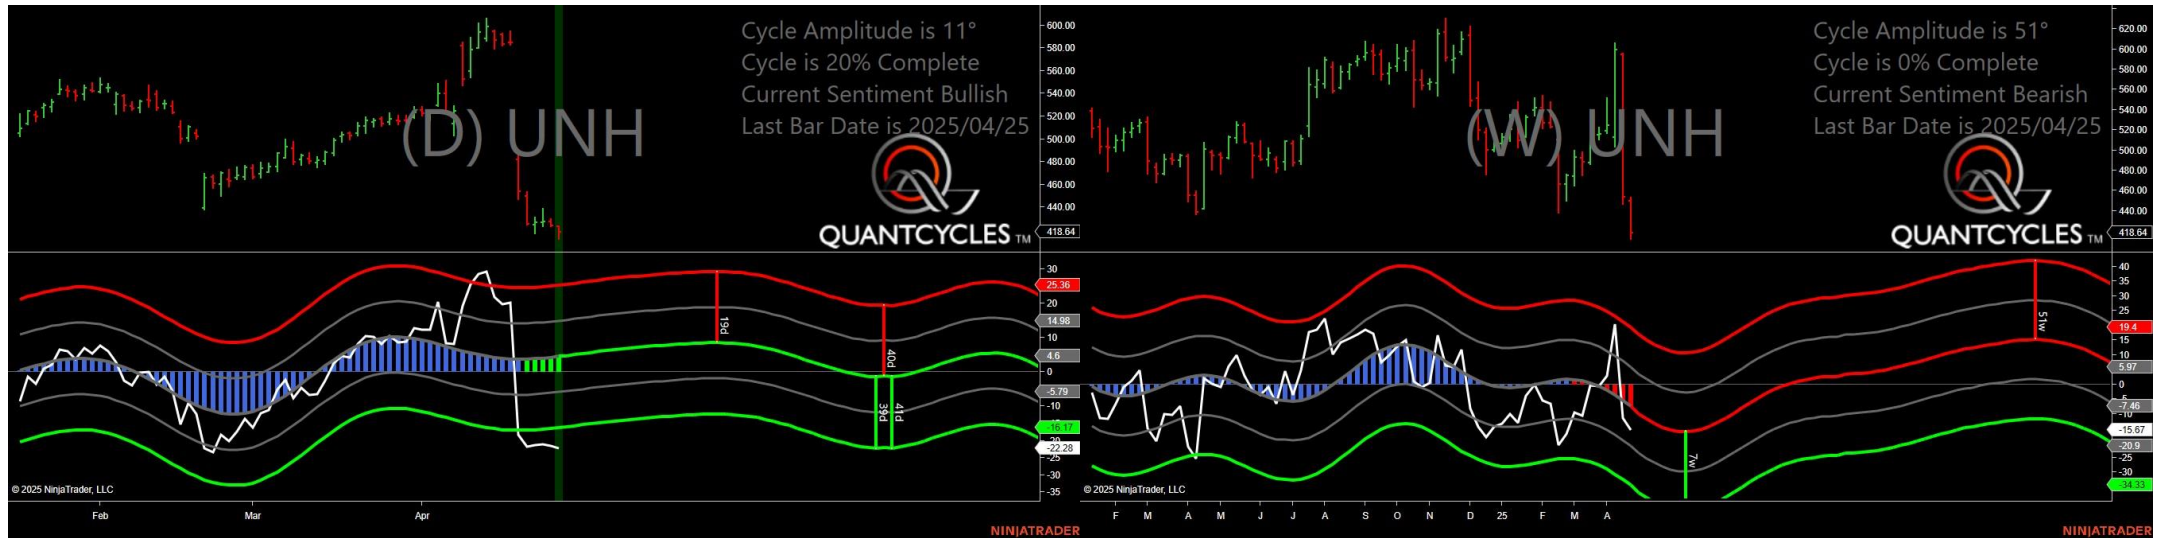 Cycle Amplitude is 11°
Cycle is 20% Complete
Current Sentiment Bullish
Last Bar Date is 2025/04/25
(D) UNH
QUANTCYCLES TM
600.00
580.00
560.00
540.00
520.00
500.00
480.00
460.00
440.00
418.64
30
25.36
20
14.98
10
4.6
0
-5.79
-10
-16.17
-20
-22.28
-25
-30
-35
19d
40d
39d
41d
© 2025 NinjaTrader, LLC
Feb Mar Apr
NINJATRADER
Cycle Amplitude is 51°
Cycle is 0% Complete
Current Sentiment Bearish
Last Bar Date is 2025/04/25
(W) UNH
QUANTCYCLES TM
620.00
600.00
580.00
560.00
540.00
520.00
500.00
480.00
460.00
440.00
418.64
40
35
30
25
19.4
15
10
5.97
0
-7.46
-10
-15.67
-20.9
-25
-30
-34.33
51w
7w
© 2025 NinjaTrader, LLC
F M A M J J A S O N D 25 F M A
NINJATRADER